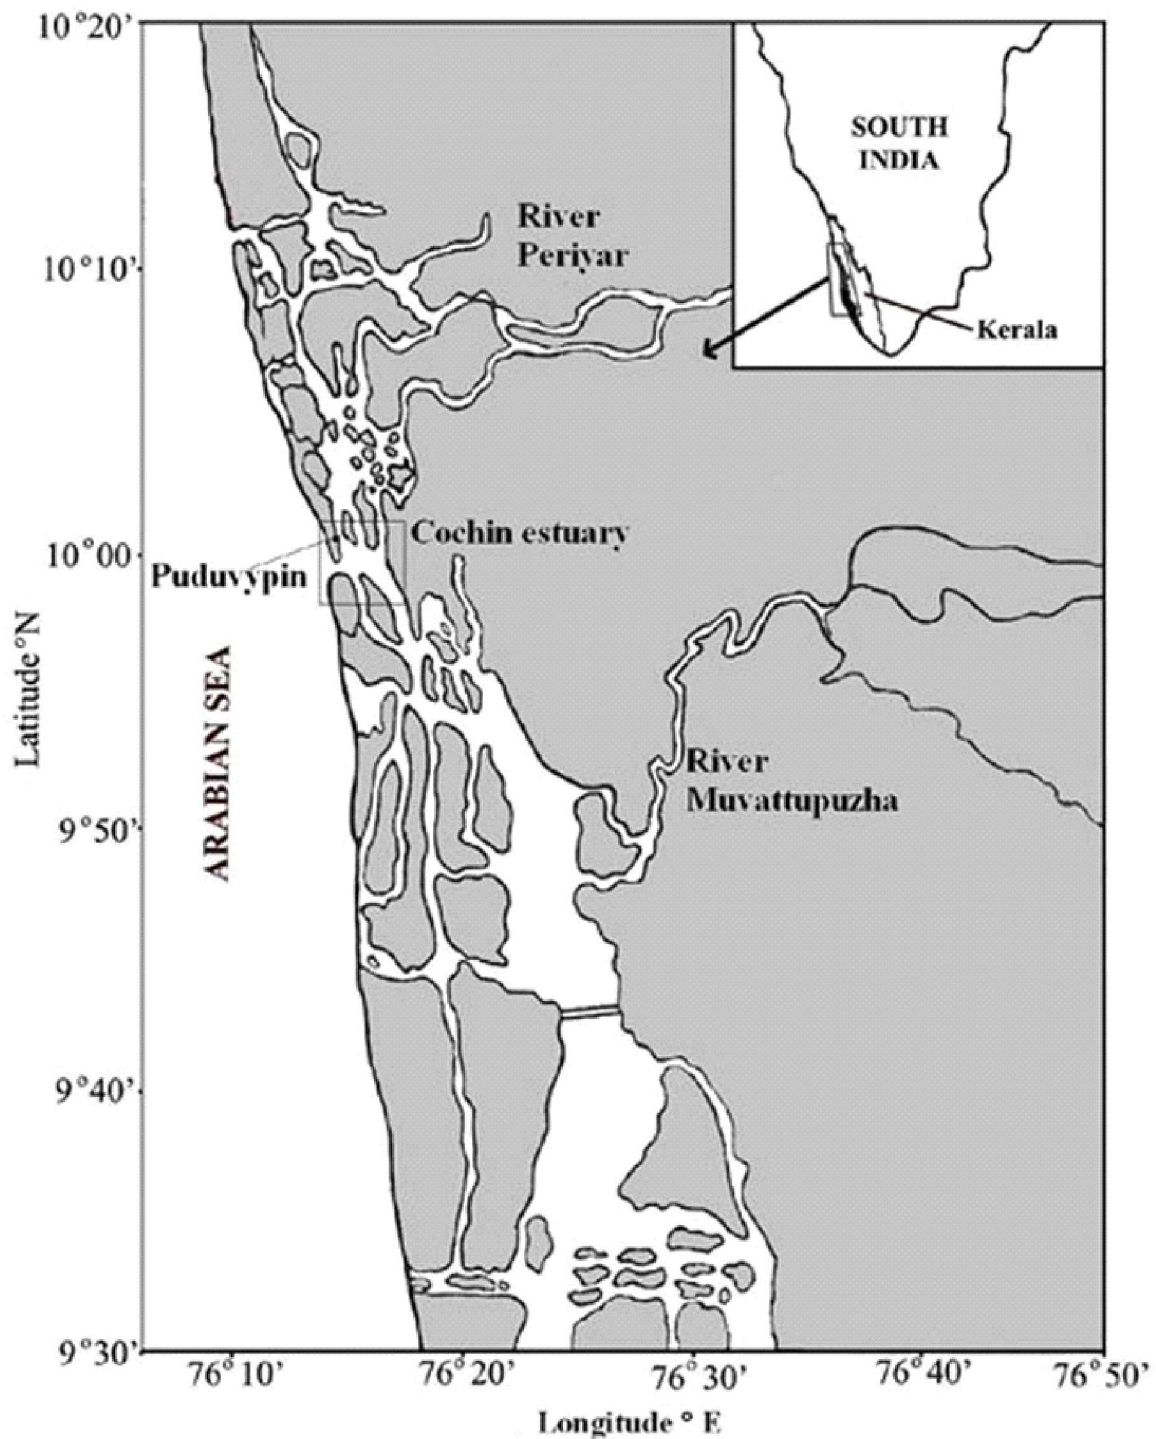 10°20’
SOUTH
INDIA
River
Periyar
10°10’
Kerala
Cochin estuary
10°00’
Puduvypin
Latitude °N
ARABIAN SEA
River
Muvattupuzha
9°50’
9°40’
9°30’
76°10’
76°20’
76°30’
76°40’
76°50’
Longitude ° E